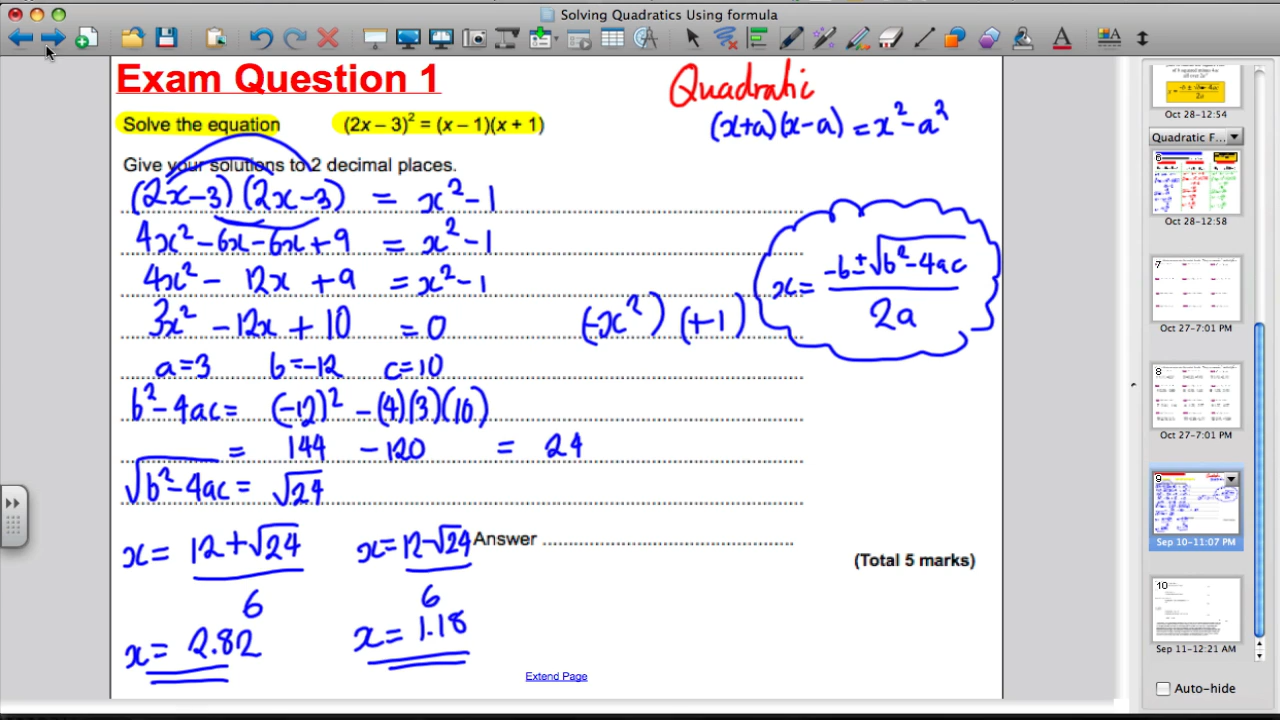 Solving Quadratics Using formula
Exam Question 1
Quadratic
(x+a)(x-a) = x²-a²
Solve the equation (2x – 3)² = (x – 1)(x + 1)
Give your solutions to 2 decimal places.
(2x-3)(2x-3) = x²-1
4x²-6x-6x+9 = x²-1
4x²- 12x +9 = x²-1
x= -b±√b²-4ac
2a
3x² -12x + 10 = 0 (-x²) (+1)
a=3 b=-12 c=10
b²-4ac= (-12)² -(4)(3)(10)
= 144 -120 = 24
√b²-4ac = √24
x= 12+√24
6
x= 12-√24
6
Answer
(Total 5 marks)
x= 2.82
x= 1.18
Extend Page
2a
Oct 28-12:54
Quadratic F...
6
Oct 28-12:58
7
Oct 27-7:01 PM
8
Oct 27-7:01 PM
9
Sep 10-11:07 PM
10
Sep 11-12:21 AM
Auto-hide